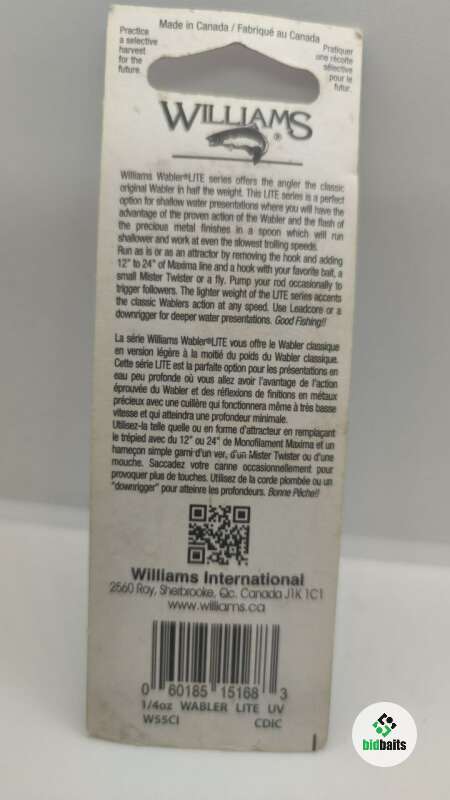 Made in Canada / Fabriqué au Canada
Practice
a selective
harvest
for the
future.
Pratiquer
une récolte
sélective
pour le
futur.
WILLIAMS®
Williams Wabler®LITE series offers the angler the classic
original Wabler in half the weight. This LITE series is a perfect
option for shallow water presentations where you will have the
advantage of the proven action of the Wabler and the flash of
the precious metal finishes in a spoon which will run
shallower and work at even the slowest trolling speeds.
Run as is or as an attractor by removing the hook and adding
12" to 24" of Maxima line and a hook with your favorite bait, a
small Mister Twister or a fly. Pump your rod occasionally to
trigger followers. The lighter weight of the LITE series accents
the classic Wablers action at any speed. Use Leadcore or a
downrigger for deeper water presentations. Good Fishing!!
La série Williams Wabler®LITE vous offre le Wabler classique
en version légère à la moitié du poids du Wabler classique.
Cette série LITE est la parfaite option pour les présentations en
eau peu profonde où vous allez avoir l'avantage de l'action
éprouvée du Wabler et des réflexions de finitions en métaux
précieux avec une cuillère qui fonctionnera même à très basse
vitesse et qui atteindra une profondeur minimale.
Utilisez-la telle quelle ou en forme d'attracteur en remplaçant
le trépied avec du 12" ou 24" de Monofilament Maxima et un
hameçon simple garni d'un ver, d'un Mister Twister ou d'une
mouche. Saccadez votre canne occasionnellement pour
provoquer plus de touches. Utilisez de la corde plombée ou un
"downrigger" pour atteindre les profondeurs. Bonne Pêche!!
Williams International
2560 Roy, Sherbrooke, Qc. Canada J1K 1C1
www.williams.ca
0 60185 15168 3
1/4oz WABLER LITE UV
W55CI CDIC
bidbaits